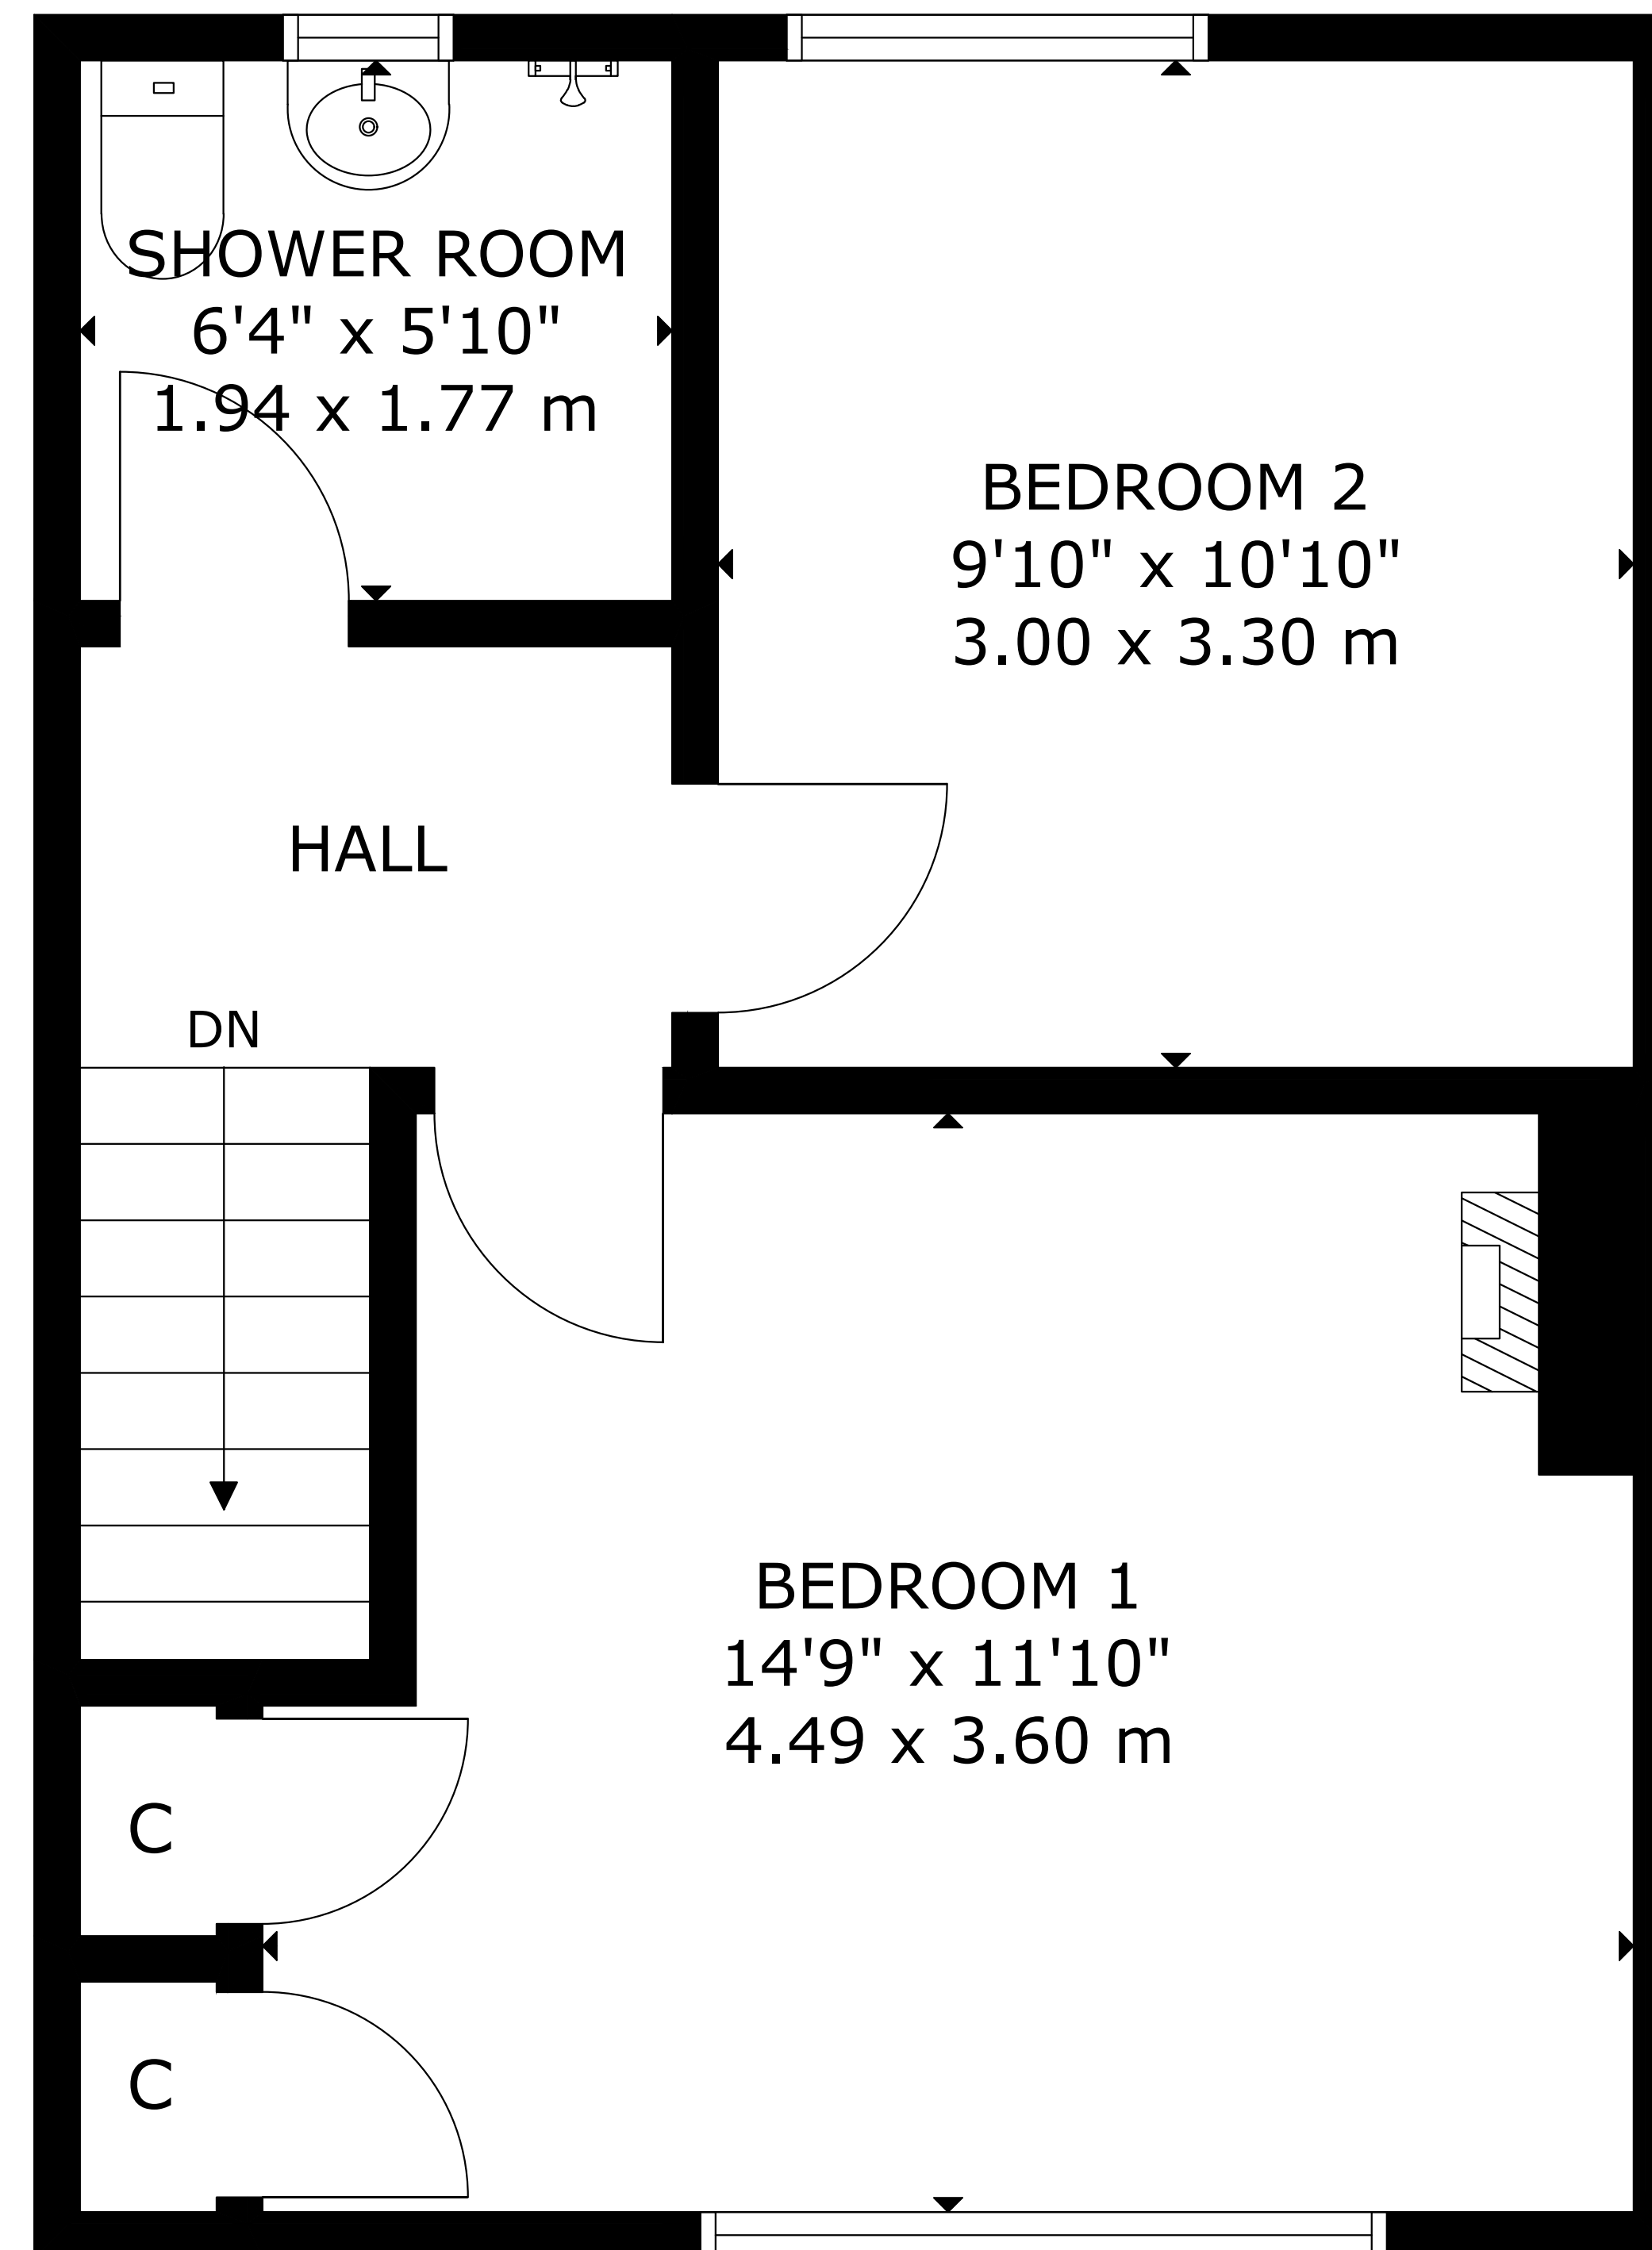 SHOWER ROOM
6'4" x 5'10"
1.94 x 1.77 m
BEDROOM 2
9'10" x 10'10"
3.00 x 3.30 m
HALL
DN
BEDROOM 1
14'9" x 11'10"
4.49 x 3.60 m
C
C